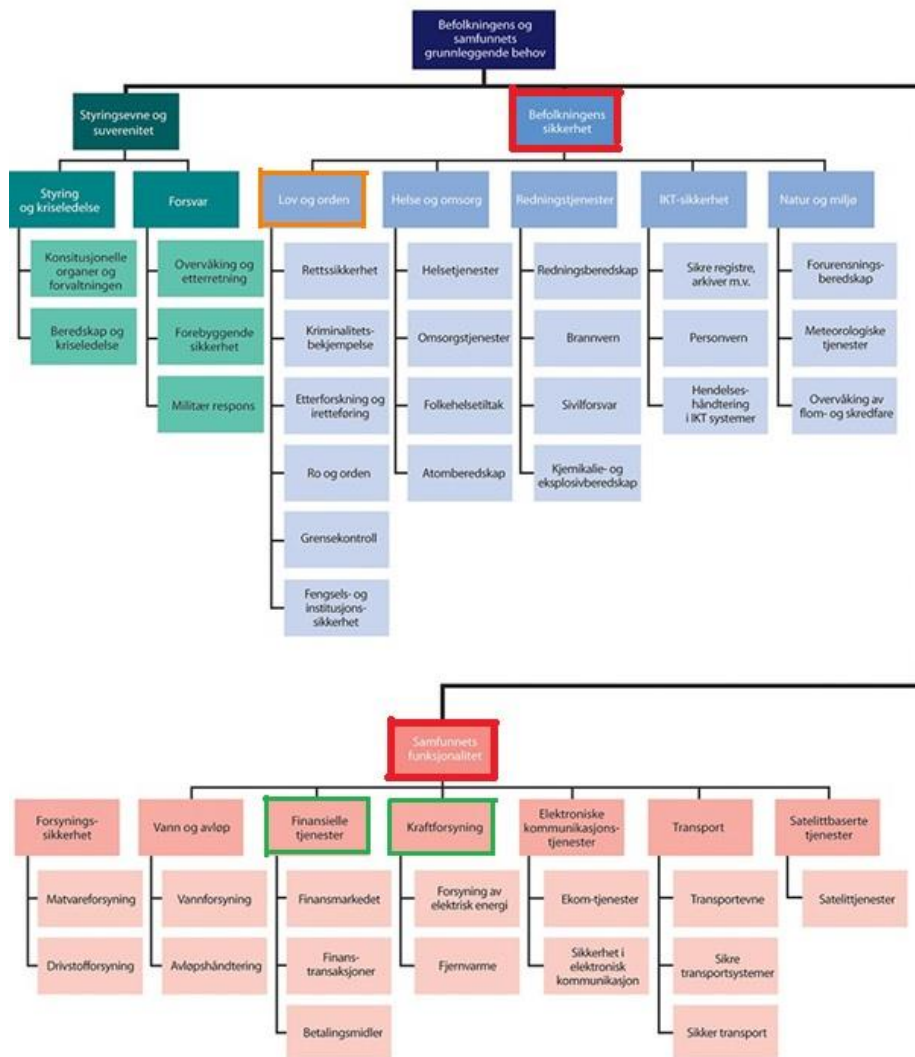 Befolkningens og
samfunnets
grunnleggende behov
Styringsevne og
suverenitet
Befolkningens
sikkerhet
Styring
og kriseledelse
Forsvar
Lov og orden
Helse og omsorg
Redningstjenester
IKT-sikkerhet
Natur og miljø
Konsitusjonelle
organer og
forvaltningen
Beredskap og
kriseledelse
Overvåking og
etterretning
Forebyggende
sikkerhet
Militær respons
Rettssikkerhet
Kriminalitets-
bekjempelse
Etterforskning og
iretteføring
Ro og orden
Grensekontroll
Fengsels- og
institusjons-
sikkerhet
Helsetjenester
Omsorgstjenester
Folkehelsetiltak
Atomberedskap
Redningsberedskap
Brannvern
Sivilforsvar
Kjemikalie- og
eksplosivberedskap
Sikre registre,
arkiver m.v.
Personvern
Hendelses-
håndtering
i IKT systemer
Forurensnings-
beredskap
Meteorologiske
tjenester
Overvåking av
flom- og skredfare
Samfunnets
funksjonalitet
Forsynings-
sikkerhet
Vann og avløp
Finansielle
tjenester
Kraftforsyning
Elektroniske
kommunikasjons-
tjenester
Transport
Satelittbaserte
tjenester
Matvareforsyning
Drivstofforsyning
Vannforsyning
Avløpshåndtering
Finansmarkedet
Finans-
transaksjoner
Betalingsmidler
Forsyning av
elektrisk energi
Fjernvarme
Ekom-tjenester
Sikkerhet i
elektronisk
kommunikasjon
Transportevne
Sikre
transportsystemer
Sikker transport
Satelittjenester